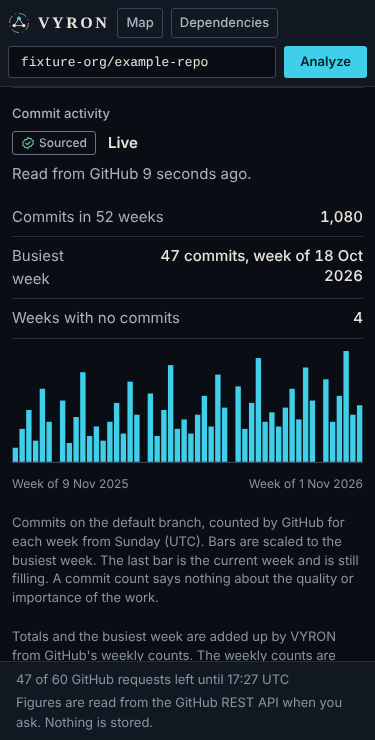 VYRON
Map
Dependencies
fixture-org/example-repo
Analyze
Commit activity
Sourced
Live
Read from GitHub 9 seconds ago.
Commits in 52 weeks
1,080
Busiest
week
47 commits, week of 18 Oct
2026
Weeks with no commits
4
Week of 9 Nov 2025
Week of 1 Nov 2026
Commits on the default branch, counted by GitHub for
each week from Sunday (UTC). Bars are scaled to the
busiest week. The last bar is the current week and is still
filling. A commit count says nothing about the quality or
importance of the work.
Totals and the busiest week are added up by VYRON
from GitHub's weekly counts. The weekly counts are
47 of 60 GitHub requests left until 17:27 UTC
Figures are read from the GitHub REST API when you
ask. Nothing is stored.